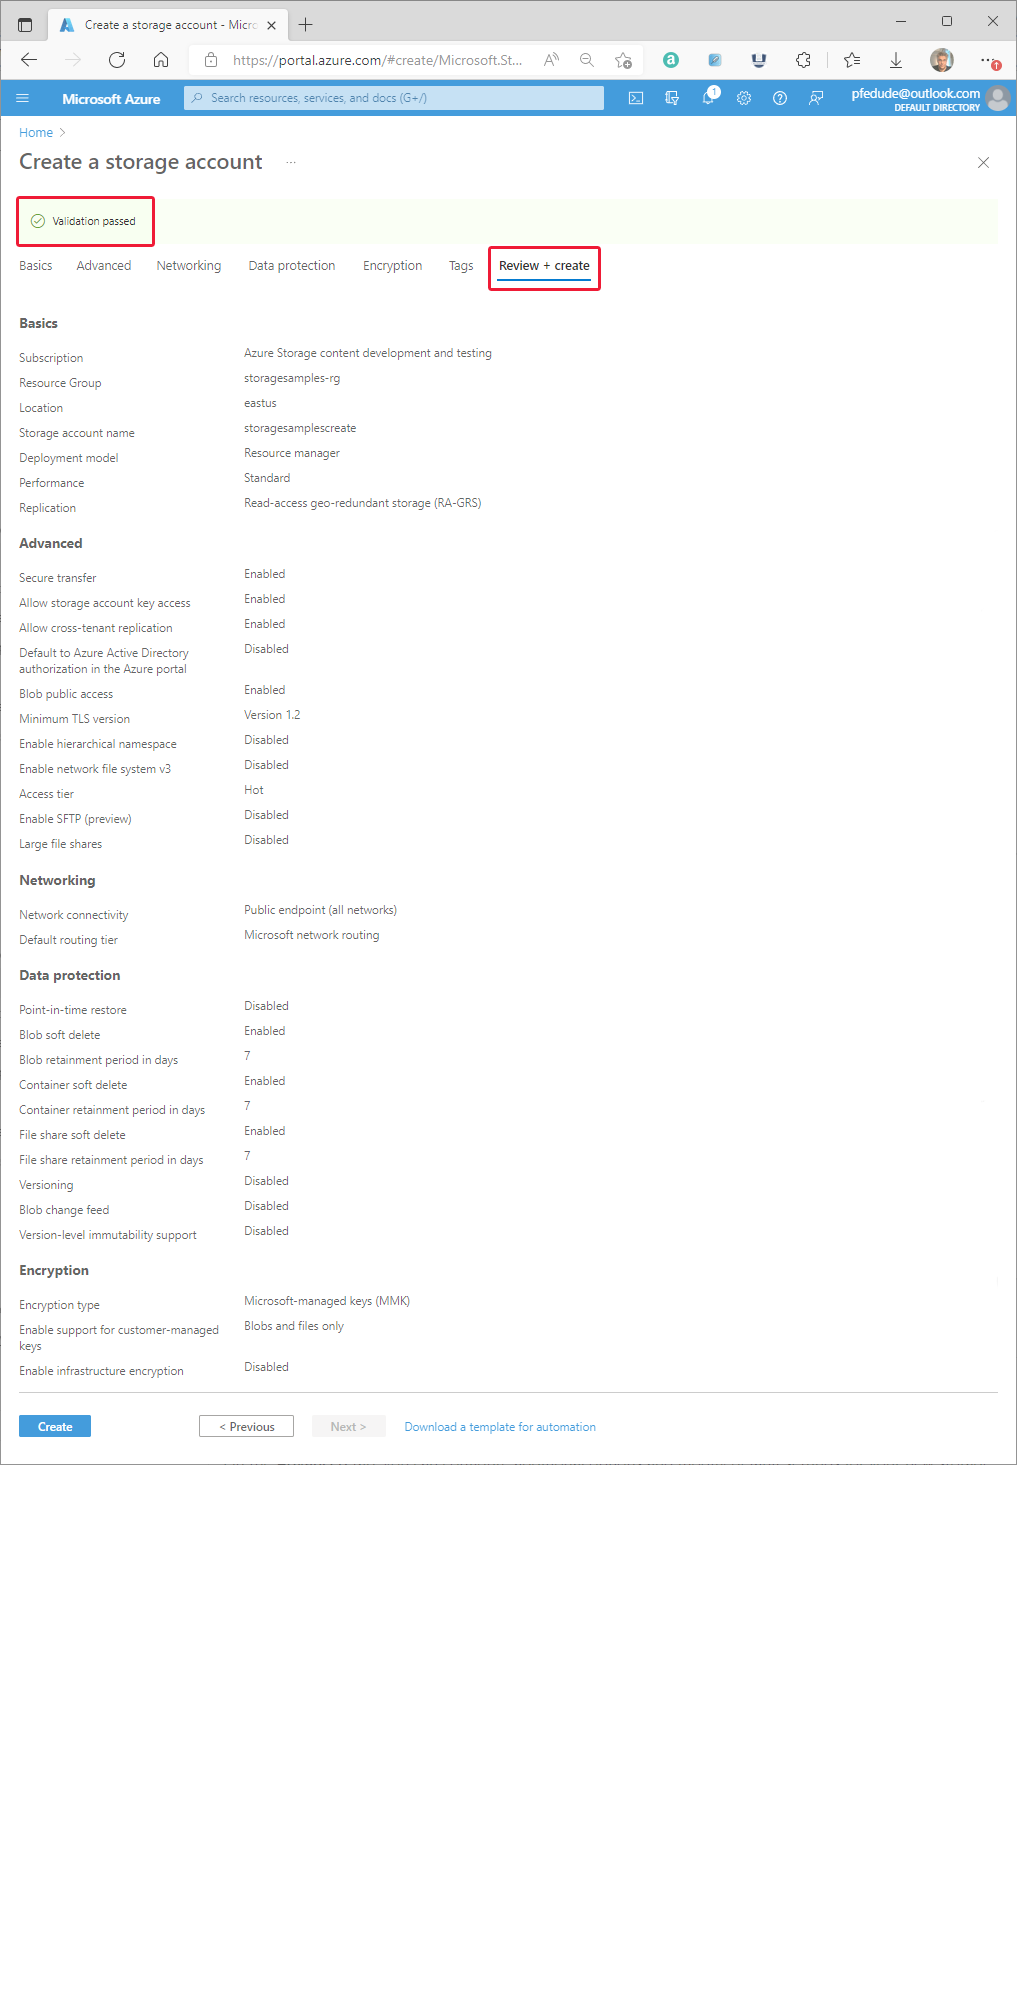 Create a storage account - Micro
https://portal.azure.com/#create/Microsoft.St...
Microsoft Azure
Search resources, services, and docs (G+/)
1
pfedude@outlook.com
DEFAULT DIRECTORY
Home
Create a storage account
Validation passed
Basics Advanced Networking Data protection Encryption Tags Review + create
Basics
Subscription Azure Storage content development and testing
Resource Group storagesamples-rg
Location eastus
Storage account name storagesamplescreate
Deployment model Resource manager
Performance Standard
Replication Read-access geo-redundant storage (RA-GRS)
Advanced
Secure transfer Enabled
Allow storage account key access Enabled
Allow cross-tenant replication Enabled
Default to Azure Active Directory Disabled
authorization in the Azure portal
Blob public access Enabled
Minimum TLS version Version 1.2
Enable hierarchical namespace Disabled
Enable network file system v3 Disabled
Access tier Hot
Enable SFTP (preview) Disabled
Large file shares Disabled
Networking
Network connectivity Public endpoint (all networks)
Default routing tier Microsoft network routing
Data protection
Point-in-time restore Disabled
Blob soft delete Enabled
Blob retainment period in days 7
Container soft delete Enabled
Container retainment period in days 7
File share soft delete Enabled
File share retainment period in days 7
Versioning Disabled
Blob change feed Disabled
Version-level immutability support Disabled
Encryption
Encryption type Microsoft-managed keys (MMK)
Enable support for customer-managed Blobs and files only
keys
Enable infrastructure encryption Disabled
Create < Previous Next > Download a template for automation